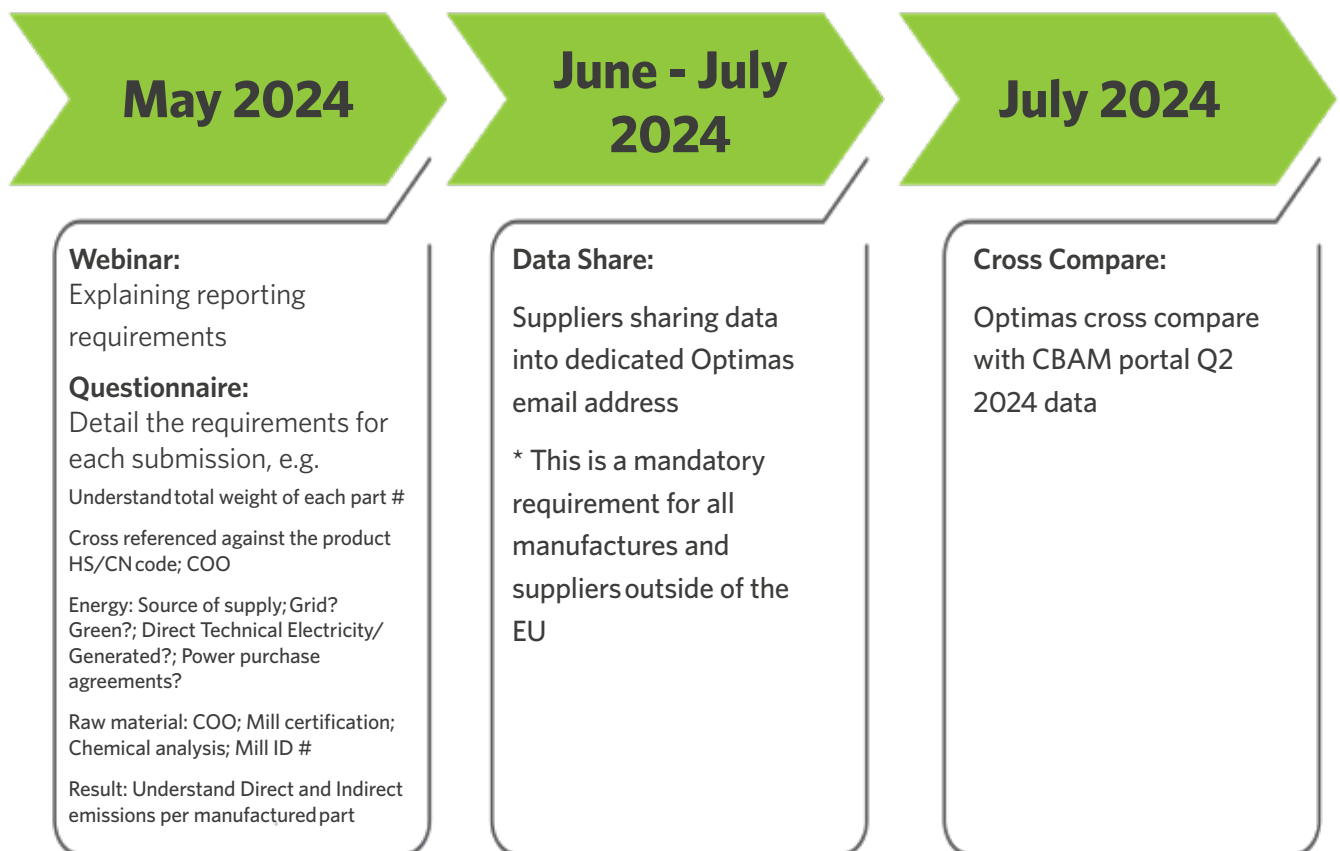 May 2024
Webinar:
Explaining reporting
requirements
Questionnaire:
Detail the requirements for
each submission, e.g.
Understand total weight of each part #
Cross referenced against the product
HS/CN code; COO
Energy: Source of supply; Grid?
Green?; Direct Technical Electricity/
Generated?; Power purchase
agreements?
Raw material: COO; Mill certification;
Chemical analysis; Mill ID #
Result: Understand Direct and Indirect
emissions per manufactured part
June - July
2024
Data Share:
Suppliers sharing data
into dedicated Optimas
email address
* This is a mandatory
requirement for all
manufactures and
suppliers outside of the
EU
July 2024
Cross Compare:
Optimas cross compare
with CBAM portal Q2
2024 data